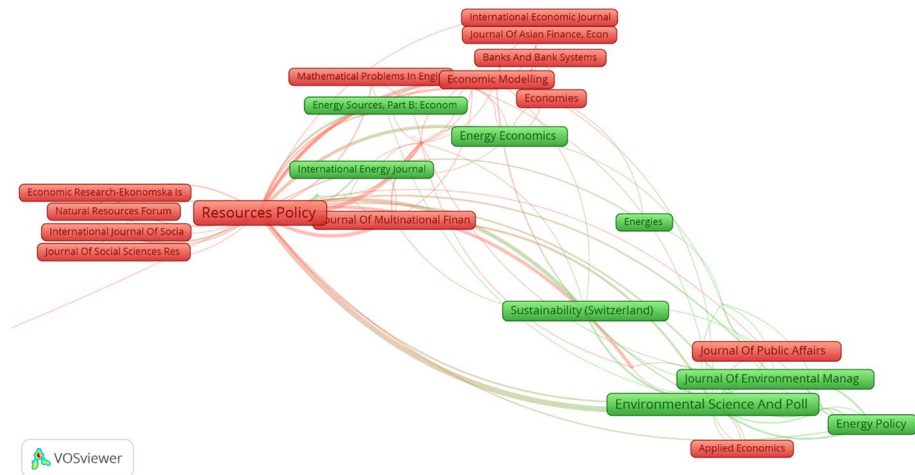 International Economic Journal
Journal Of Asian Finance, Econ
Banks And Bank Systems
Mathematical Problems In Engi
Economic Modelling
Economies
Energy Sources, Part B: Econom
Energy Economics
International Energy Journal
Economic Research-Ekonomska Is
Natural Resources Forum
Resources Policy
Journal Of Multinational Finan
Energies
International Journal Of Socia
Journal Of Social Sciences Res
Sustainability (Switzerland)
Journal Of Public Affairs
Journal Of Environmental Manag
Environmental Science And Poll
Energy Policy
Applied Economics
VOSviewer